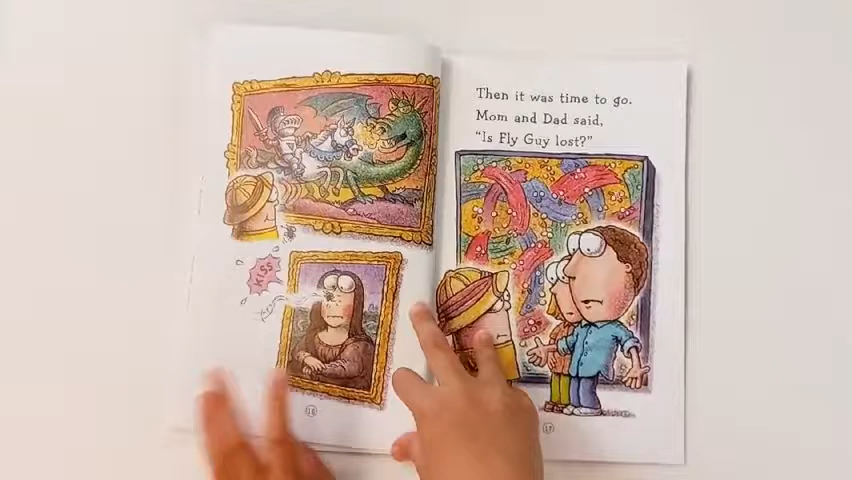 KISS
16
Then it was time to go.
Mom and Dad said,
"Is Fly Guy lost?"
17